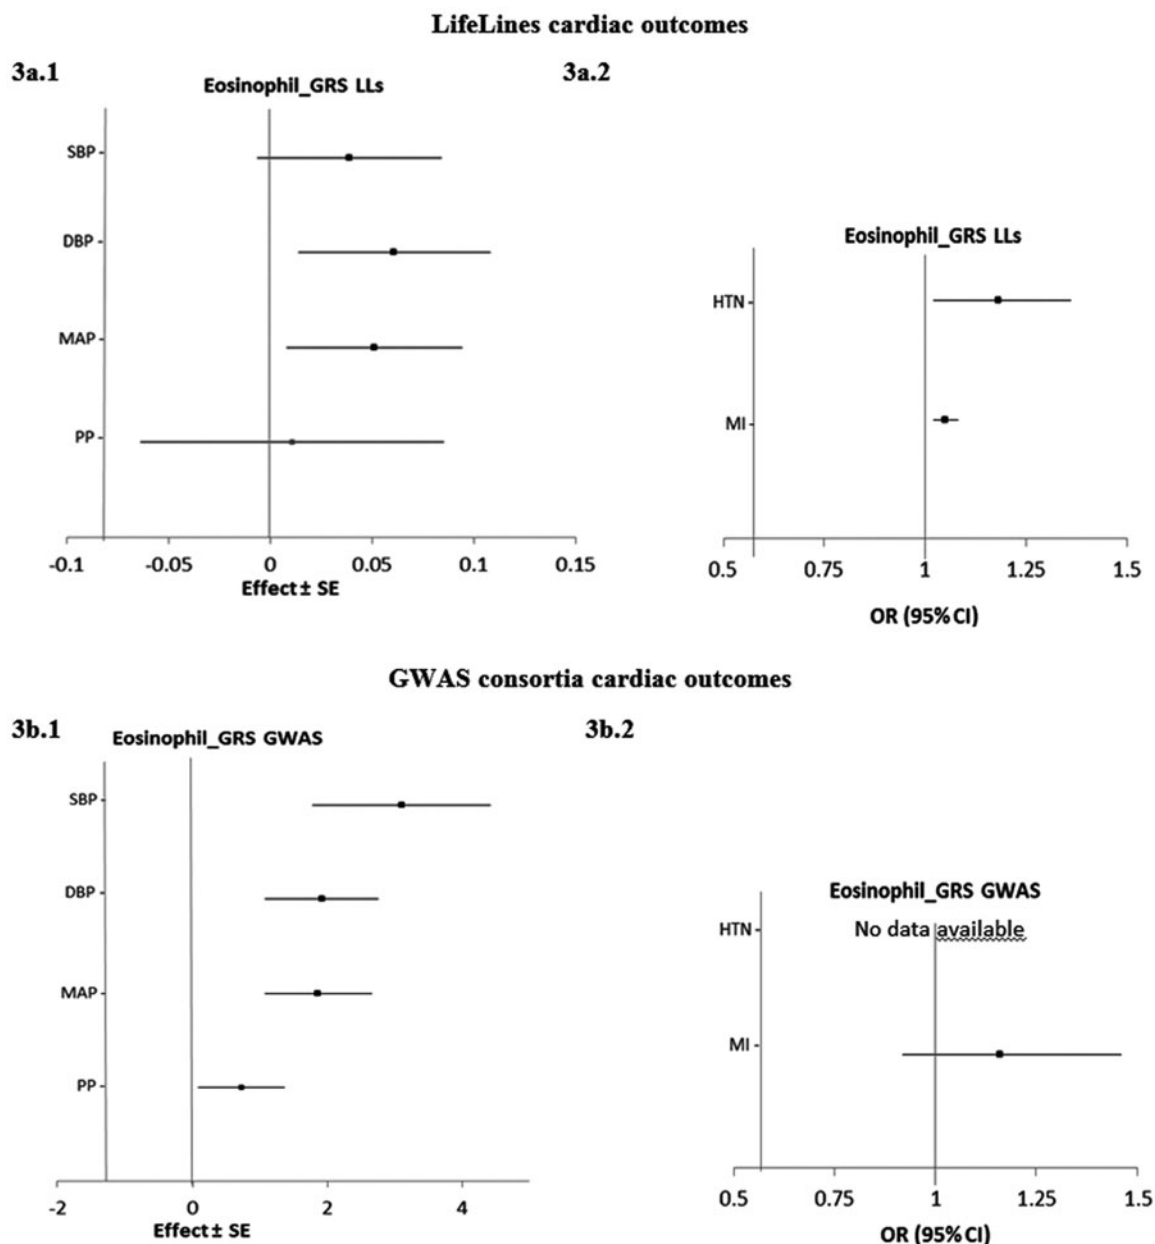 LifeLines cardiac outcomes
3a.1
3a.2
Eosinophil_GRS LLs
SBP
DBP
MAP
PP
-0.1 -0.05 0 0.05 0.1 0.15
Effect ± SE
Eosinophil_GRS LLs
HTN
MI
0.5 0.75 1 1.25 1.5
OR (95% CI)
GWAS consortia cardiac outcomes
3b.1
3b.2
Eosinophil_GRS GWAS
SBP
DBP
MAP
PP
-2 0 2 4
Effect ± SE
Eosinophil_GRS GWAS
HTN
No data available
MI
0.5 0.75 1 1.25 1.5
OR (95% CI)